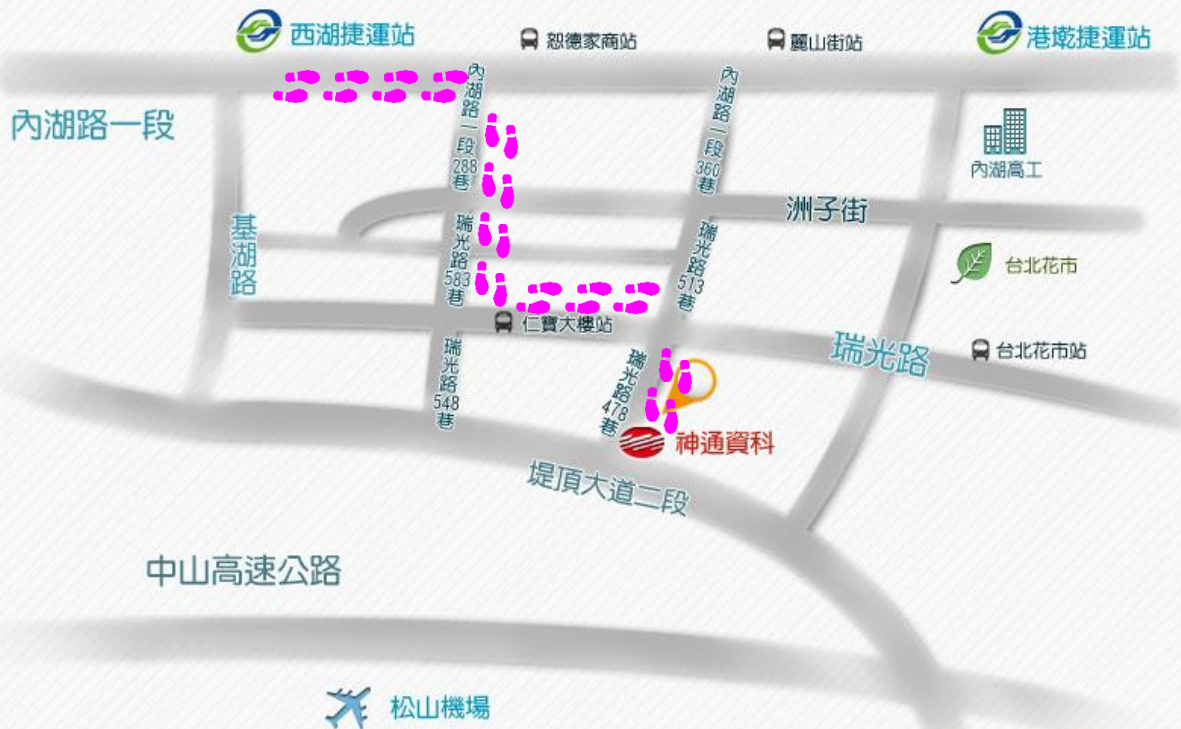 西湖捷運站
恕德家商站
麗山街站
港墘捷運站
內湖路一段
內湖路一段288巷
內湖路一段360巷
內湖高工
洲子街
基湖路
瑞光路583巷
瑞光路513巷
台北花市
仁寶大樓站
瑞光路
台北花市站
瑞光路548巷
瑞光路478巷
神通資科
堤頂大道二段
中山高速公路
松山機場